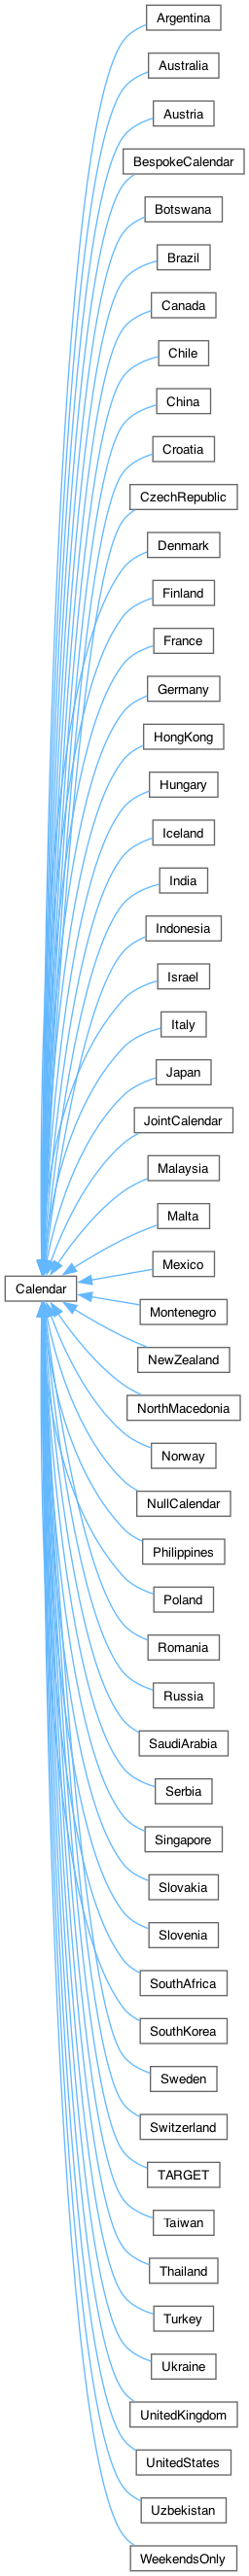 Argentina
Australia
Austria
BespokeCalendar
Botswana
Brazil
Canada
Chile
China
Croatia
CzechRepublic
Denmark
Finland
France
Germany
HongKong
Hungary
Iceland
India
Indonesia
Israel
Italy
Japan
JointCalendar
Malaysia
Malta
Mexico
Calendar
Montenegro
NewZealand
NorthMacedonia
Norway
NullCalendar
Philippines
Poland
Romania
Russia
SaudiArabia
Serbia
Singapore
Slovakia
Slovenia
SouthAfrica
SouthKorea
Sweden
Switzerland
TARGET
Taiwan
Thailand
Turkey
Ukraine
UnitedKingdom
UnitedStates
Uzbekistan
WeekendsOnly